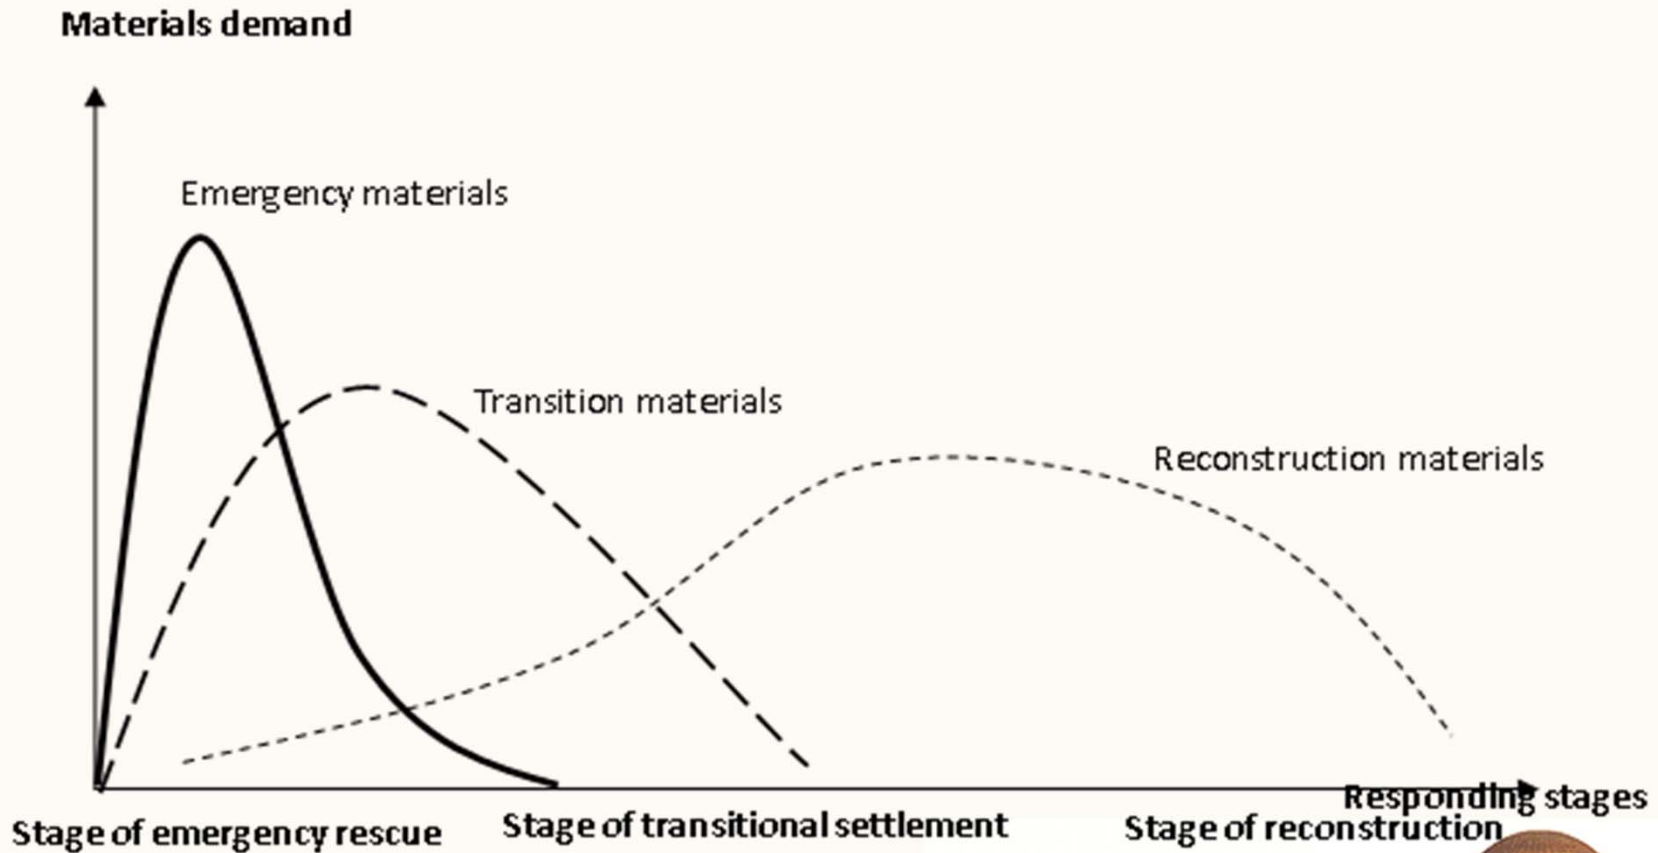 Materials demand
Emergency materials
Transition materials
Reconstruction materials
Responding stages
Stage of emergency rescue
Stage of transitional settlement
Stage of reconstruction